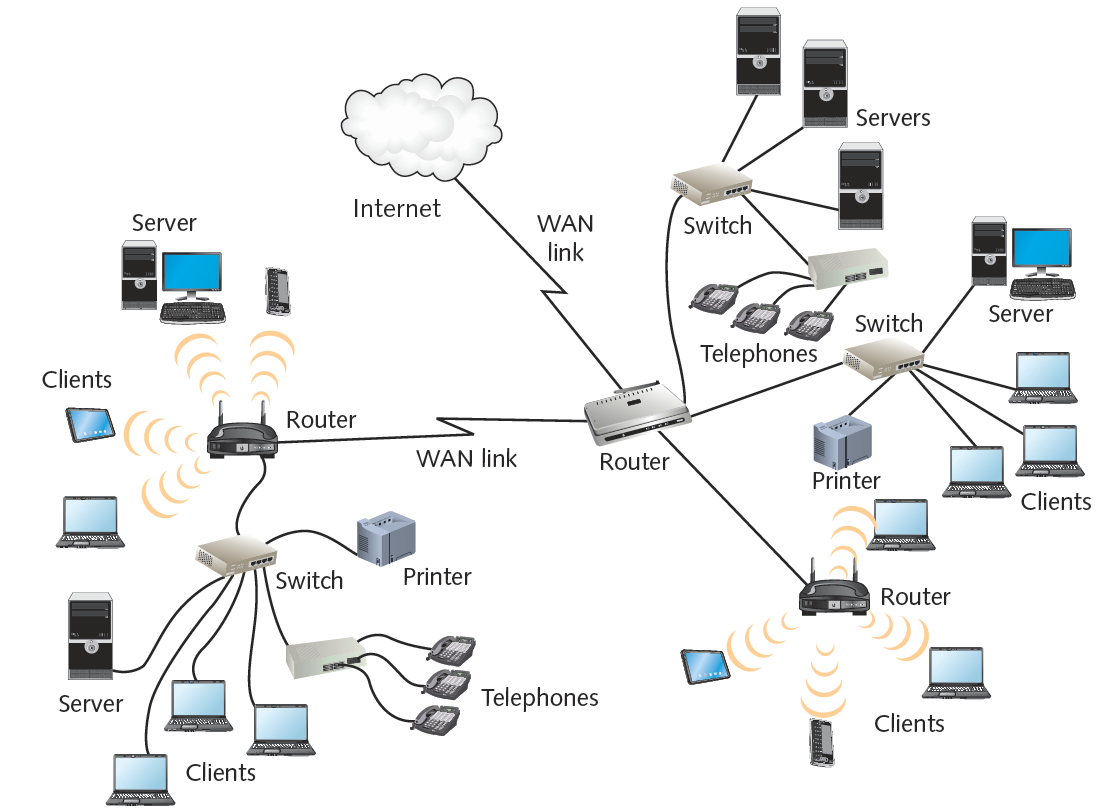 Servers
Internet
WAN
link
Switch
Server
Server
Switch
Telephones
Clients
Router
WAN link
Router
Printer
Clients
Switch
Printer
Router
Server
Telephones
Clients
Clients